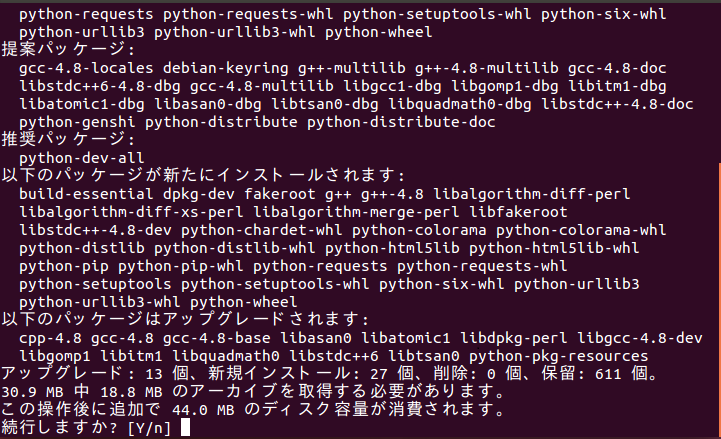 python-requests python-requests-whl python-setuptools-whl python-six-whl
python-urllib3 python-urllib3-whl python-wheel
提案パッケージ:
gcc-4.8-locales debian-keyring g++-multilib g++-4.8-multilib gcc-4.8-doc
libstdc++6-4.8-dbg gcc-4.8-multilib libgcc1-dbg libgomp1-dbg libitm1-dbg
libatomic1-dbg libasan0-dbg libtsan0-dbg libquadmath0-dbg libstdc++-4.8-doc
python-genshi python-distribute python-distribute-doc
推奨パッケージ:
python-dev-all
以下のパッケージが新たにインストールされます:
build-essential dpkg-dev fakeroot g++ g++-4.8 libalgorithm-diff-perl
libalgorithm-diff-xs-perl libalgorithm-merge-perl libfakeroot
libstdc++-4.8-dev python-chardet-whl python-colorama python-colorama-whl
python-distlib python-distlib-whl python-html5lib python-html5lib-whl
python-pip python-pip-whl python-requests python-requests-whl
python-setuptools python-setuptools-whl python-six-whl python-urllib3
python-urllib3-whl python-wheel
以下のパッケージはアップグレードされます:
cpp-4.8 gcc-4.8 gcc-4.8-base libasan0 libatomic1 libdpkg-perl libgcc-4.8-dev
libgomp1 libitm1 libquadmath0 libstdc++6 libtsan0 python-pkg-resources
アップグレード: 13 個、新規インストール: 27 個、削除: 0 個、保留: 611 個。
30.9 MB 中 18.8 MB のアーカイブを取得する必要があります。
この操作後に追加で 44.0 MB のディスク容量が消費されます。
続行しますか? [Y/n]